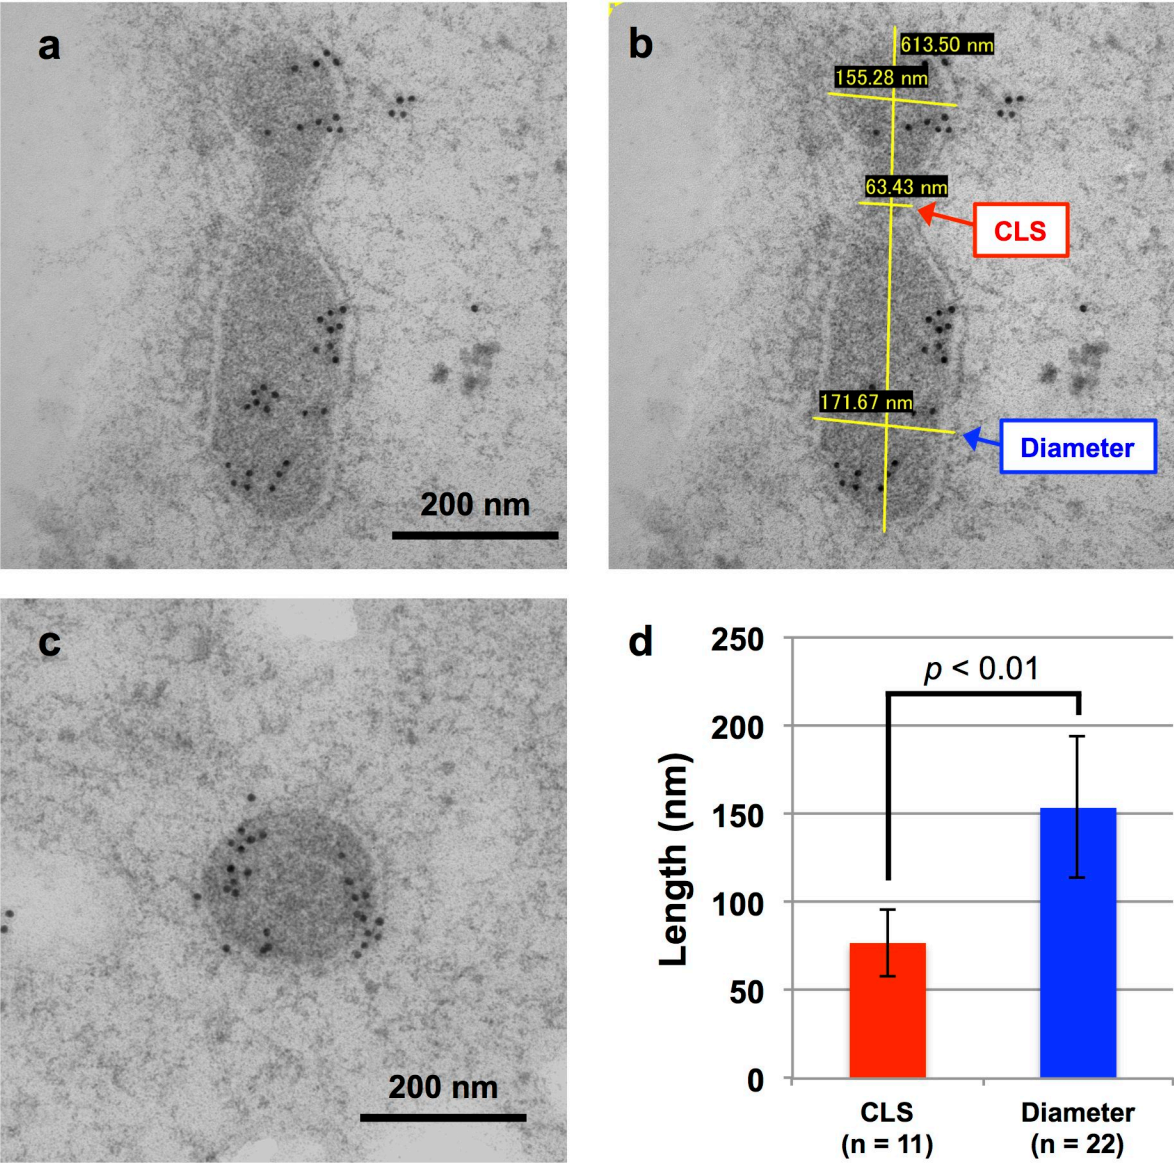 a
200 nm
b
613.50 nm
155.28 nm
63.43 nm
CLS
171.67 nm
Diameter
c
200 nm
d
p < 0.01
Length (nm)
250
200
150
100
50
0
CLS
(n = 11)
Diameter
(n = 22)